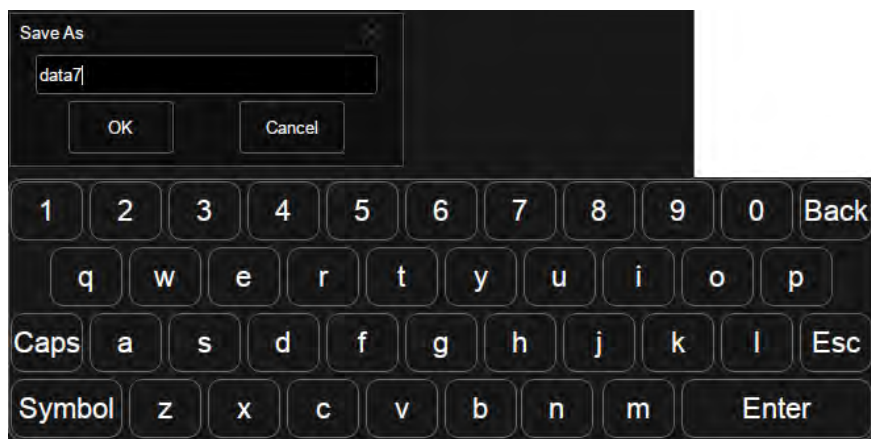 Save As
data7
OK Cancel
1 2 3 4 5 6 7 8 9 0 Back
q w e r t y u i o p
Caps a s d f g h j k l Esc
Symbol z x c v b n m Enter